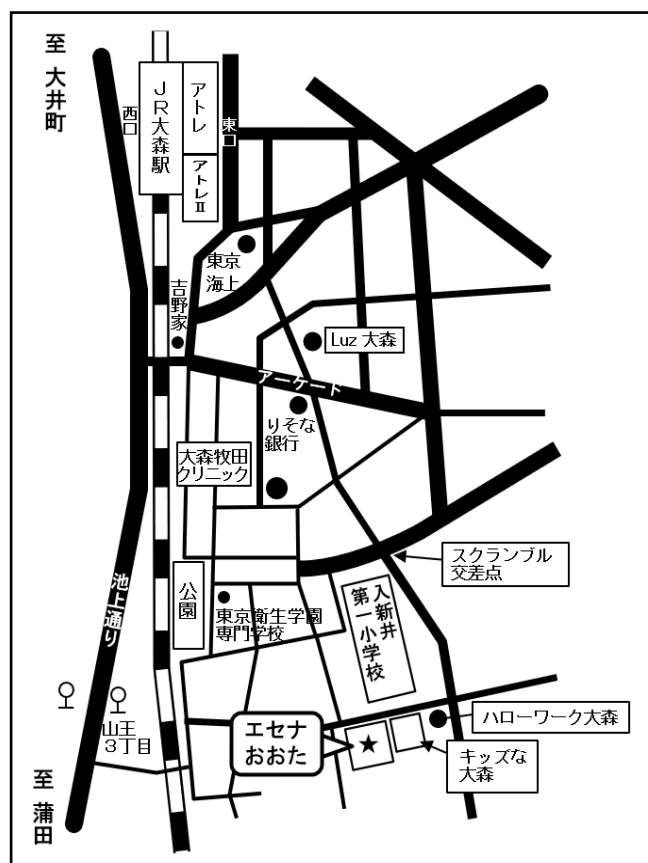 至 大井町
西口
JR大森駅
アトレ
アトレⅡ
東口
東京
海上
吉野家
Luz 大森
アーケード
りそな
銀行
大森牧田
クリニック
スクランブル
交差点
公園
池上通り
東京衛生学園
専門学校
入新井
第一小学校
山王
3丁目
エセナ
おおた
ハローワーク大森
キッズな
大森
至 蒲田